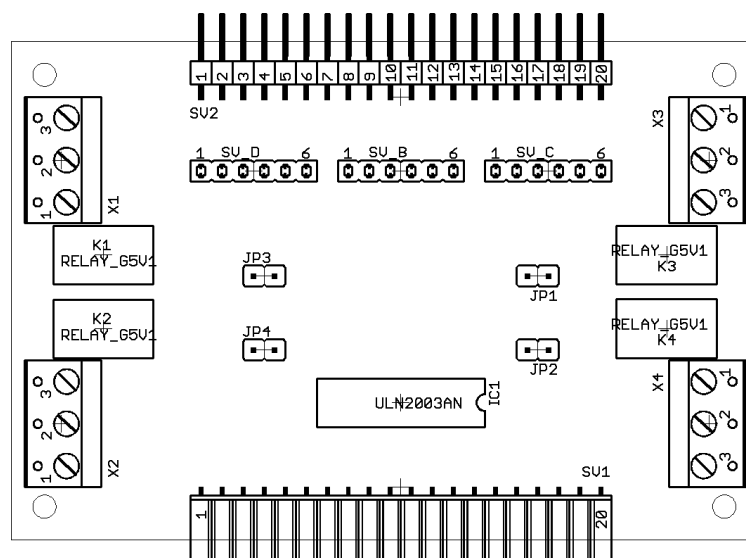 1 2 3 4 5 6 7 8 9 10 11 12 13 14 15 16 17 18 19 20
SV2
1 SV_D 6
1 SV_B 6
1 SV_C 6
3
2
1
X1
X3
1
2
3
K1
RELAY_G5V1
RELAY_G5V1
K3
JP3
JP1
K2
RELAY_G5V1
RELAY_G5V1
K4
JP4
JP2
3
2
1
X2
ULN2003AN
IC1
X4
1
2
3
SV1
1
20